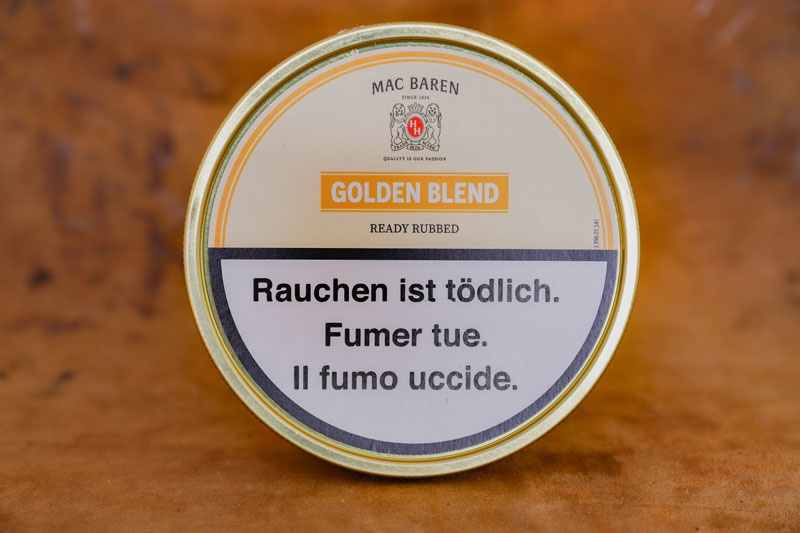 MAC BAREN
SINCE 1826
H H
QUALITY IS OUR PASSION
GOLDEN BLEND
READY RUBBED
Rauchen ist tödlich.
Fumer tue.
Il fumo uccide.